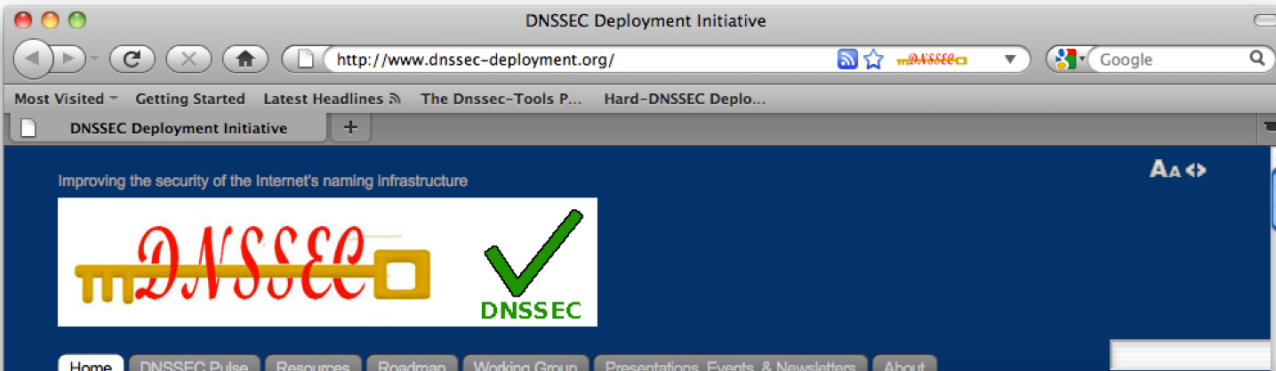 DNSSEC Deployment Initiative
http://www.dnssec-deployment.org/ DNSSEC Google
Most Visited Getting Started Latest Headlines The Dnssec-Tools P... Hard-DNSSEC Deplo...
DNSSEC Deployment Initiative +
AA<>
Improving the security of the Internet's naming infrastructure
DNSSEC
DNSSEC
Home DNSSEC Pulse Resources Roadmap Working Group Presentations, Events, & Newsletters About